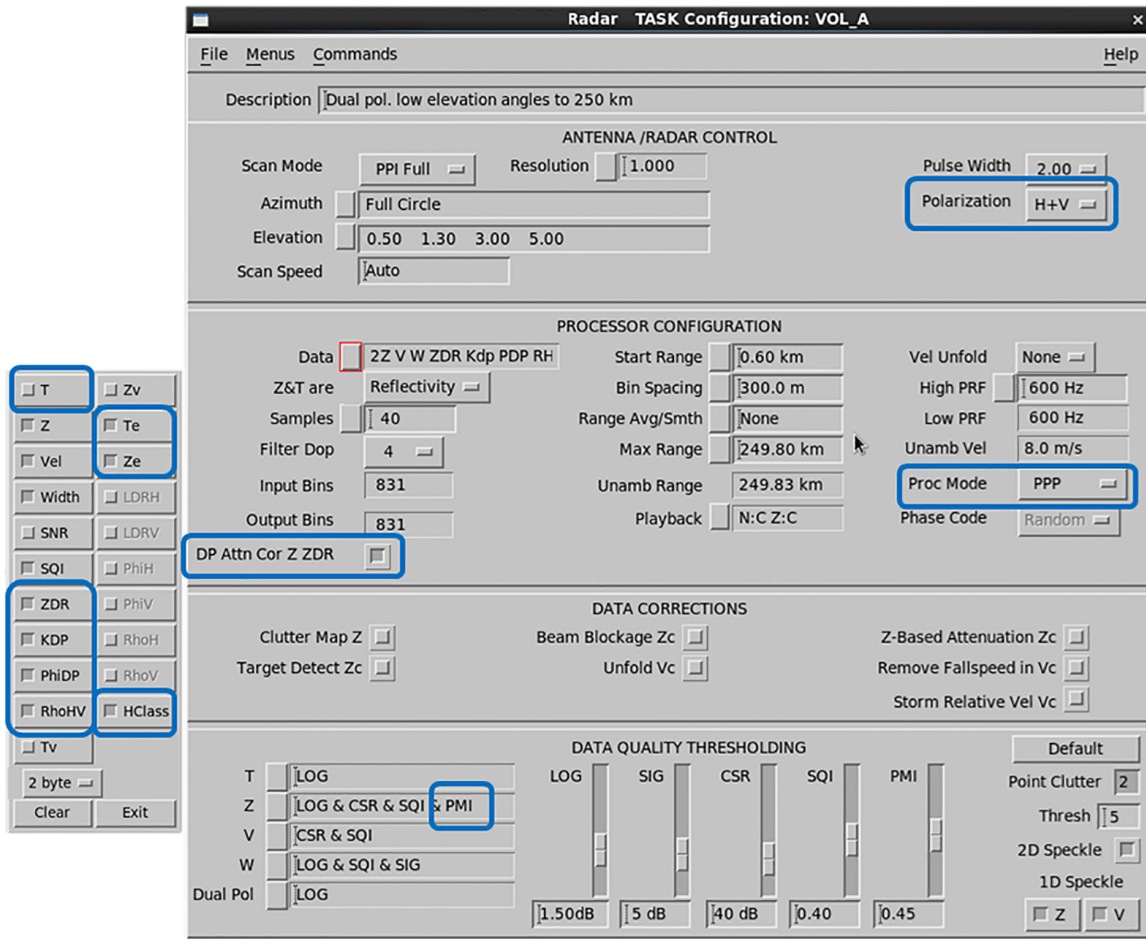 Radar TASK Configuration: VOL_A
File Menus Commands Help
Description Dual pol. low elevation angles to 250 km
ANTENNA /RADAR CONTROL
Scan Mode PPI Full Resolution 1.000 Pulse Width 2.00
Azimuth Full Circle Polarization H+V
Elevation 0.50 1.30 3.00 5.00
Scan Speed Auto
PROCESSOR CONFIGURATION
Data 2Z V W ZDR Kdp PDP RH Start Range 0.60 km Vel Unfold None
Z&T are Reflectivity Bin Spacing 300.0 m High PRF 600 Hz
Samples 40 Range Avg/Smth None Low PRF 600 Hz
Filter Dop 4 Max Range 249.80 km Unamb Vel 8.0 m/s
Input Bins 831 Unamb Range 249.83 km Proc Mode PPP
Output Bins 831 Playback N:C Z:C Phase Code Random
DP Attn Cor Z ZDR
DATA CORRECTIONS
Clutter Map Z Beam Blockage Zc Z-Based Attenuation Zc
Target Detect Zc Unfold Vc Remove Fallspeed in Vc
Storm Relative Vel Vc
DATA QUALITY THRESHOLDING
T LOG LOG SIG CSR SQI PMI Default
Z LOG & CSR & SQI & PMI Point Clutter 2
V CSR & SQI Thresh 5
W LOG & SQI & SIG 2D Speckle
Dual Pol LOG 1D Speckle
1.50dB 5 dB 40 dB 0.40 0.45 Z V
T Zv
Z Te
Vel Ze
Width LDRH
SNR LDRV
SQI PhiH
ZDR PhiV
KDP RhoH
PhiDP RhoV
RhoHV HClass
Tv
2 byte
Clear Exit